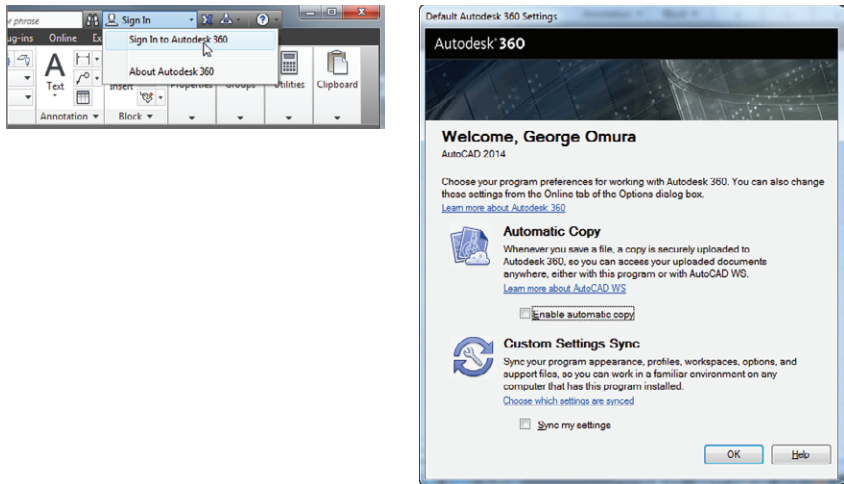 r phrase
Sign In
?
ug-ins
Online
Ex
Sign In to Autodesk 360
About Autodesk 360
A
Text
Insert
Properties
Groups
Utilities
Clipboard
Annotation
Block
Default Autodesk 360 Settings
Autodesk® 360
Welcome, George Omura
AutoCAD 2014
Choose your program preferences for working with Autodesk 360. You can also change
these settings from the Online tab of the Options dialog box.
Learn more about Autodesk 360
Automatic Copy
Whenever you save a file, a copy is securely uploaded to
Autodesk 360, so you can access your uploaded documents
anywhere, either with this program or with AutoCAD WS.
Learn more about AutoCAD WS
Enable automatic copy
Custom Settings Sync
Sync your program appearance, profiles, workspaces, options, and
support files, so you can work in a familiar environment on any
computer that has this program installed.
Choose which settings are synced
Sync my settings
OK
Help